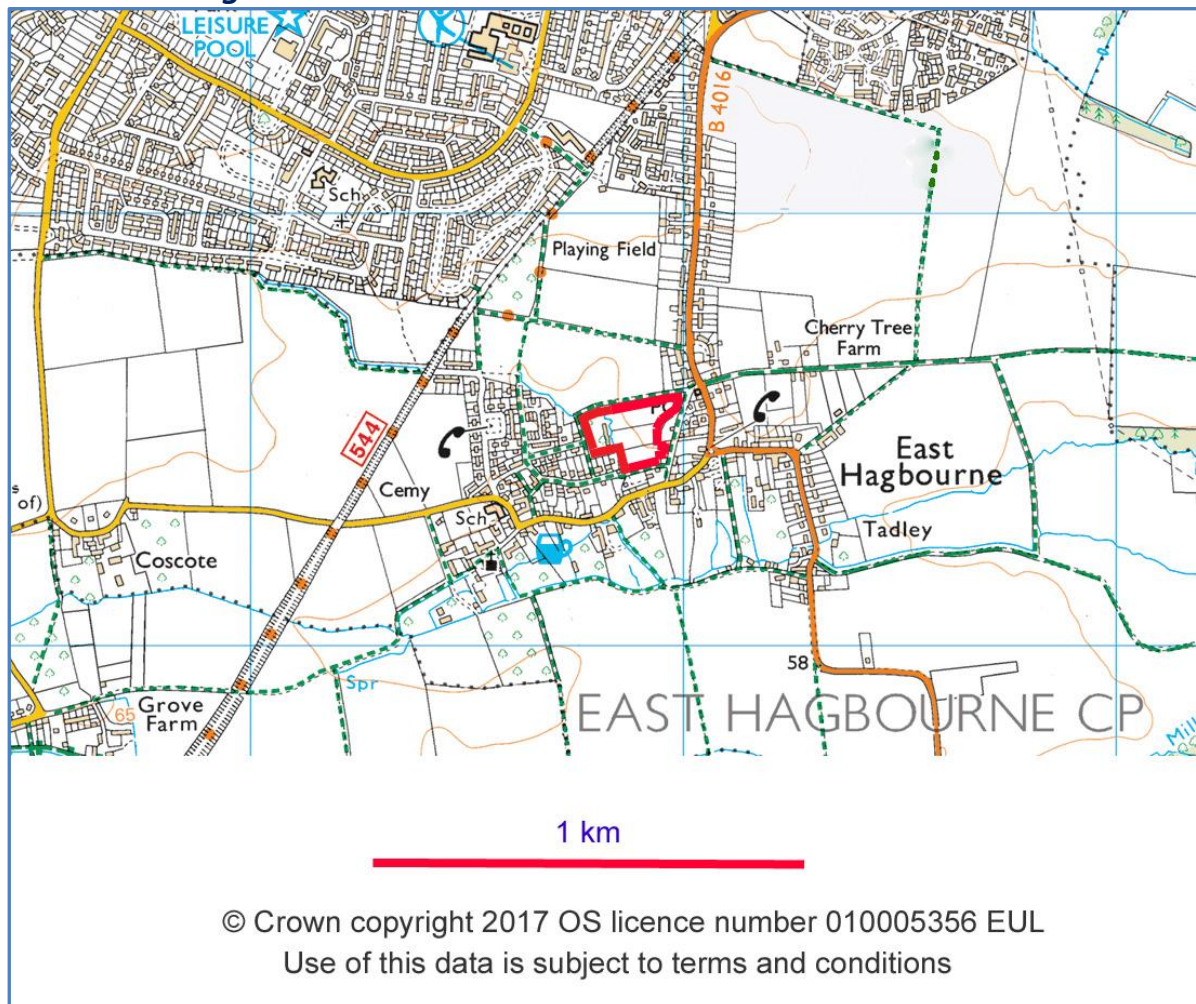 LEISURE
POOL
B 4016
Sch
Playing Field
Cherry Tree
Farm
544
East
Hagbourne
Cemy
of)
Sch
Tadley
Coscote
58
Spr
EAST HAGBOURNE CP
Grove
Farm
65
1 km
© Crown copyright 2017 OS licence number 010005356 EUL
Use of this data is subject to terms and conditions